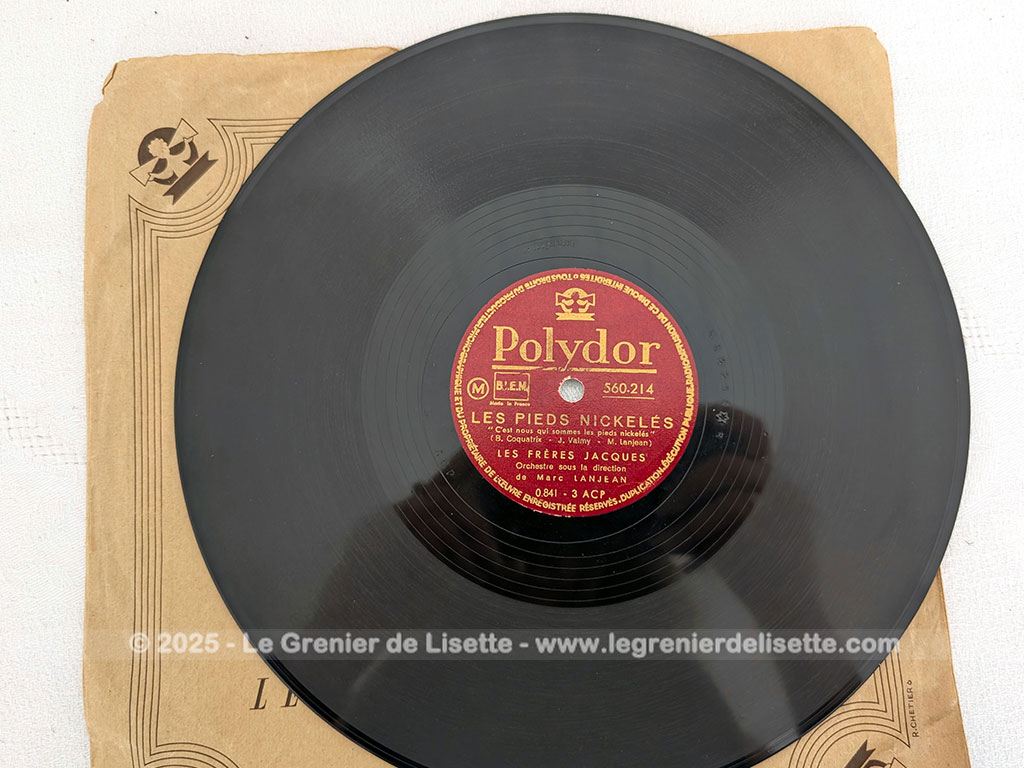 TOUS DROITS DU PRODUCTEUR PHONOGRAPHIQUE ET DU PROPRIÉTAIRE DE L'ŒUVRE ENREGISTRÉE RÉSERVÉS. DUPLICATION. EXÉCUTION PUBLIQUE. RADIODIFFUSION DE CE DISQUE INTERDITES
Polydor
M B.I.E.M. 560.214
Made in France
LES PIEDS NICKELÉS
"C'est nous qui sommes les pieds nickelés"
(B. Coquatrix - J. Valmy - M. Lanjean)
LES FRÈRES JACQUES
Orchestre sous la direction
de Marc LANJEAN
0.841 - 3 ACP
© 2025 - Le Grenier de Lisette - www.legrenierdelisette.com
R. CHETIER